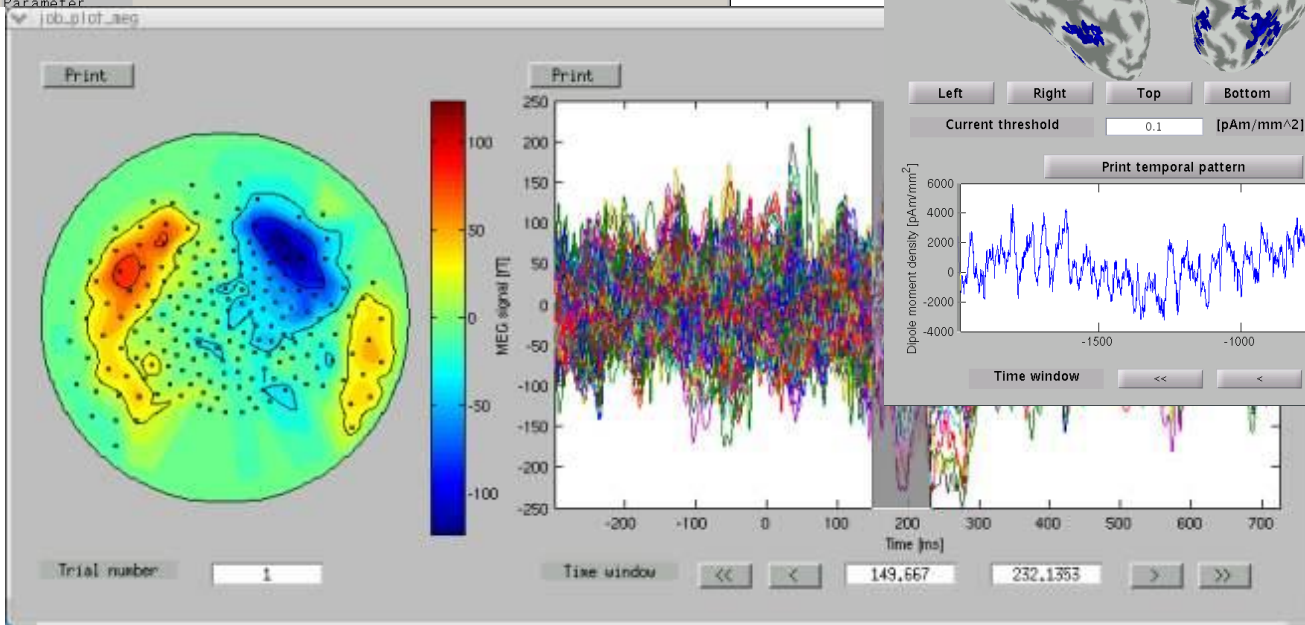 Parameter
job_plot_meg
Print
Print
100
50
0
-50
-100
MEG signal [fT]
250
200
150
100
50
0
-50
-100
-150
-200
-250
-200 -100 0 100 200 300 400 500 600 700
Time [ms]
Trial number 1
Time window << < 149.667 232.1353 > >>
Left Right Top Bottom
Current threshold 0.1 [pAm/mm^2]
Print temporal pattern
Dipole moment density [pAm/mm²]
6000
4000
2000
0
-2000
-4000
-1500 -1000
Time window << <